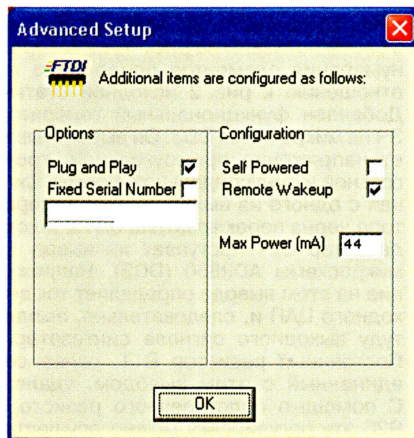 Advanced Setup
FTDI
Additional items are configured as follows:
Options
Plug and Play
Fixed Serial Number
Configuration
Self Powered
Remote Wakeup
Max Power (mA) 44
OK